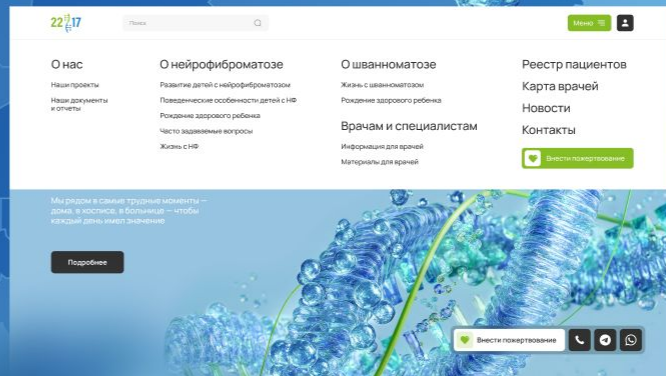 22 17
Поиск
Меню
О нас
Наши проекты
Наши документы
и отчеты
О нейрофиброматозе
Развитие детей с нейрофиброматозом
Поведенческие особенности детей с НФ
Рождение здорового ребенка
Часто задаваемые вопросы
Жизнь с НФ
О шванноматозе
Жизнь с шванноматозом
Рождение здорового ребенка
Врачам и специалистам
Информация для врачей
Материалы для врачей
Реестр пациентов
Карта врачей
Новости
Контакты
Внести пожертвование
Мы рядом в самые трудные моменты —
дома, в хосписе, в больнице — чтобы
каждый день имел значение
Подробнее
Внести пожертвование